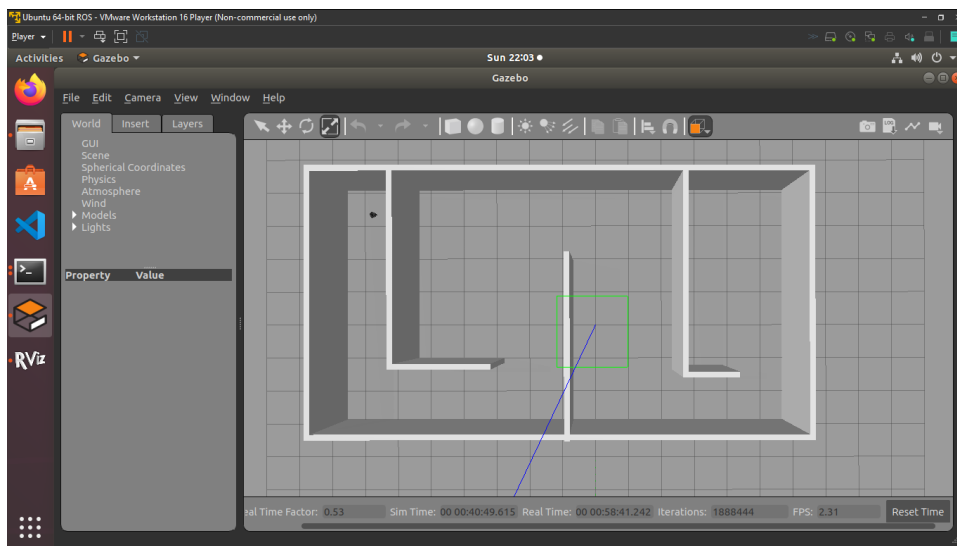 Ubuntu 64-bit ROS - VMware Workstation 16 Player (Non-commercial use only)
Player
Activities Gazebo Sun 22:03
Gazebo
File Edit Camera View Window Help
World Insert Layers
GUI
Scene
Spherical Coordinates
Physics
Atmosphere
Wind
Models
Lights
Property Value
RViz
eal Time Factor: 0.53 Sim Time: 00 00:40:49.615 Real Time: 00 00:58:41.242 Iterations: 1888444 FPS: 2.31 Reset Time